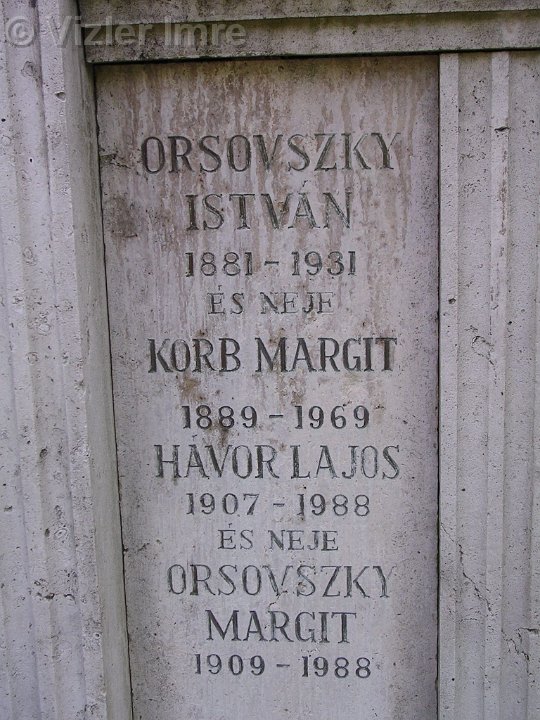 © Vizler Imre
ORSOVSZKY
ISTVÁN
1881 - 1931
ÉS NEJE
KORB MARGIT
1889 - 1969
HÁVOR LAJOS
1907 - 1988
ÉS NEJE
ORSOVSZKY
MARGIT
1909 - 1988